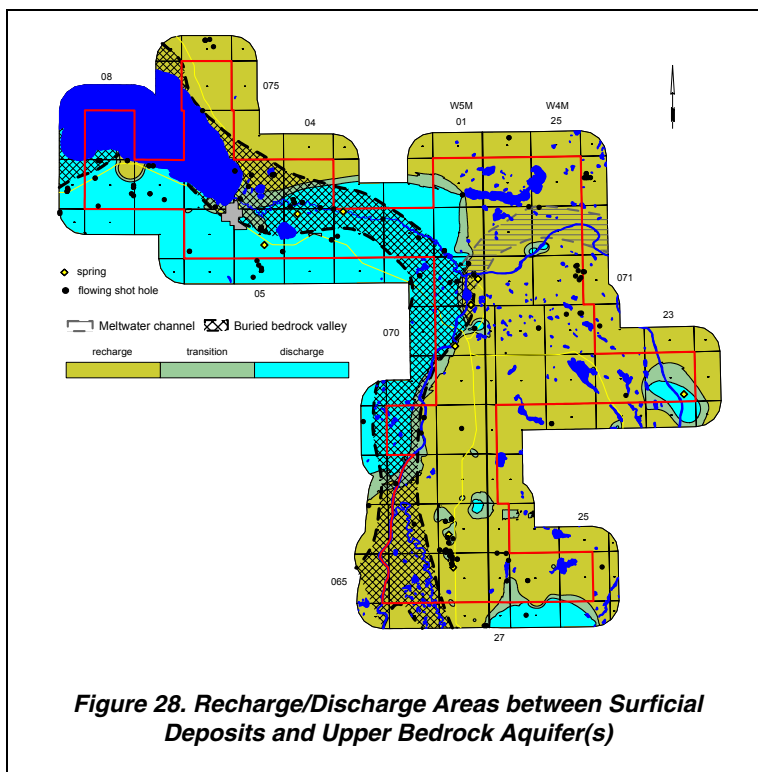 08
075
04
W5M W4M
01 25
spring
flowing shot hole
05
071
Meltwater channel Buried bedrock valley
070
23
recharge transition discharge
25
065
27
Figure 28. Recharge/Discharge Areas between Surficial
Deposits and Upper Bedrock Aquifer(s)